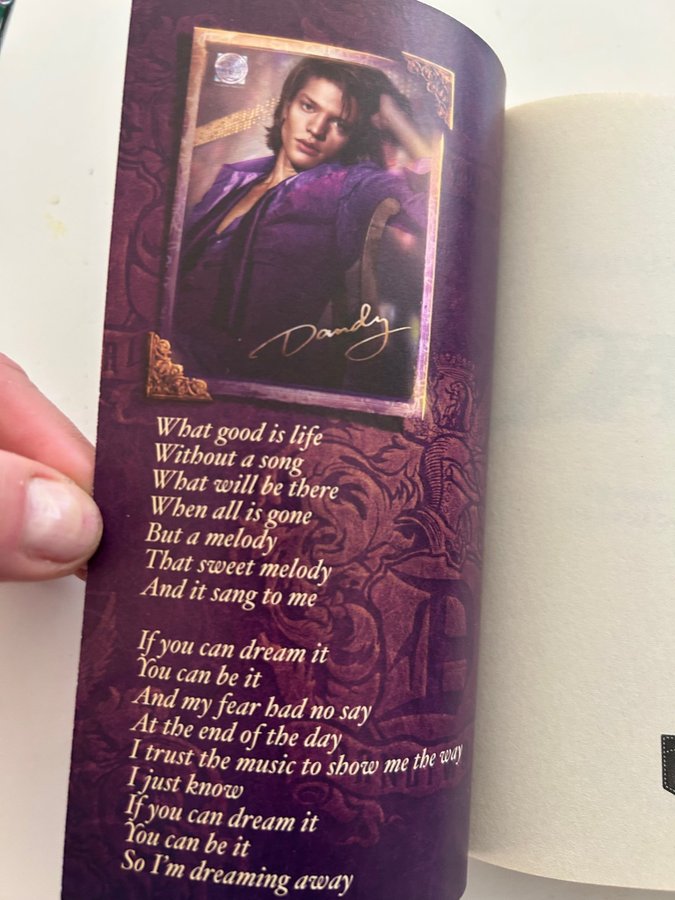 Dandy
What good is life
Without a song
What will be there
When all is gone
But a melody
That sweet melody
And it sang to me
If you can dream it
You can be it
And my fear had no say
At the end of the day
I trust the music to show me the way
I just know
If you can dream it
You can be it
So I'm dreaming away